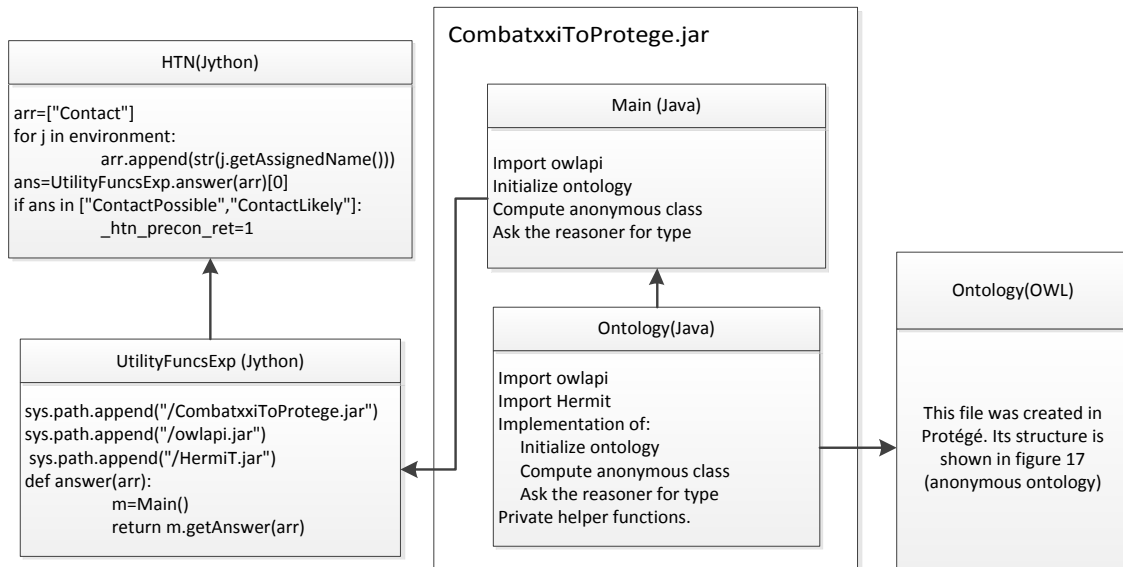 HTN(Jython)
arr=["Contact"]
for j in environment:
arr.append(str(j.getAssignedName()))
ans=UtilityFuncsExp.answer(arr)[0]
if ans in ["ContactPossible","ContactLikely"]:
_htn_precon_ret=1
UtilityFuncsExp (Jython)
sys.path.append("/CombatxxiToProtege.jar")
sys.path.append("/owlapi.jar")
sys.path.append("/HermiT.jar")
def answer(arr):
m=Main()
return m.getAnswer(arr)
CombatxxiToProtege.jar
Main (Java)
Import owlapi
Initialize ontology
Compute anonymous class
Ask the reasoner for type
Ontology(Java)
Import owlapi
Import Hermit
Implementation of:
Initialize ontology
Compute anonymous class
Ask the reasoner for type
Private helper functions.
Ontology(OWL)
This file was created in
Protégé. Its structure is
shown in figure 17
(anonymous ontology)